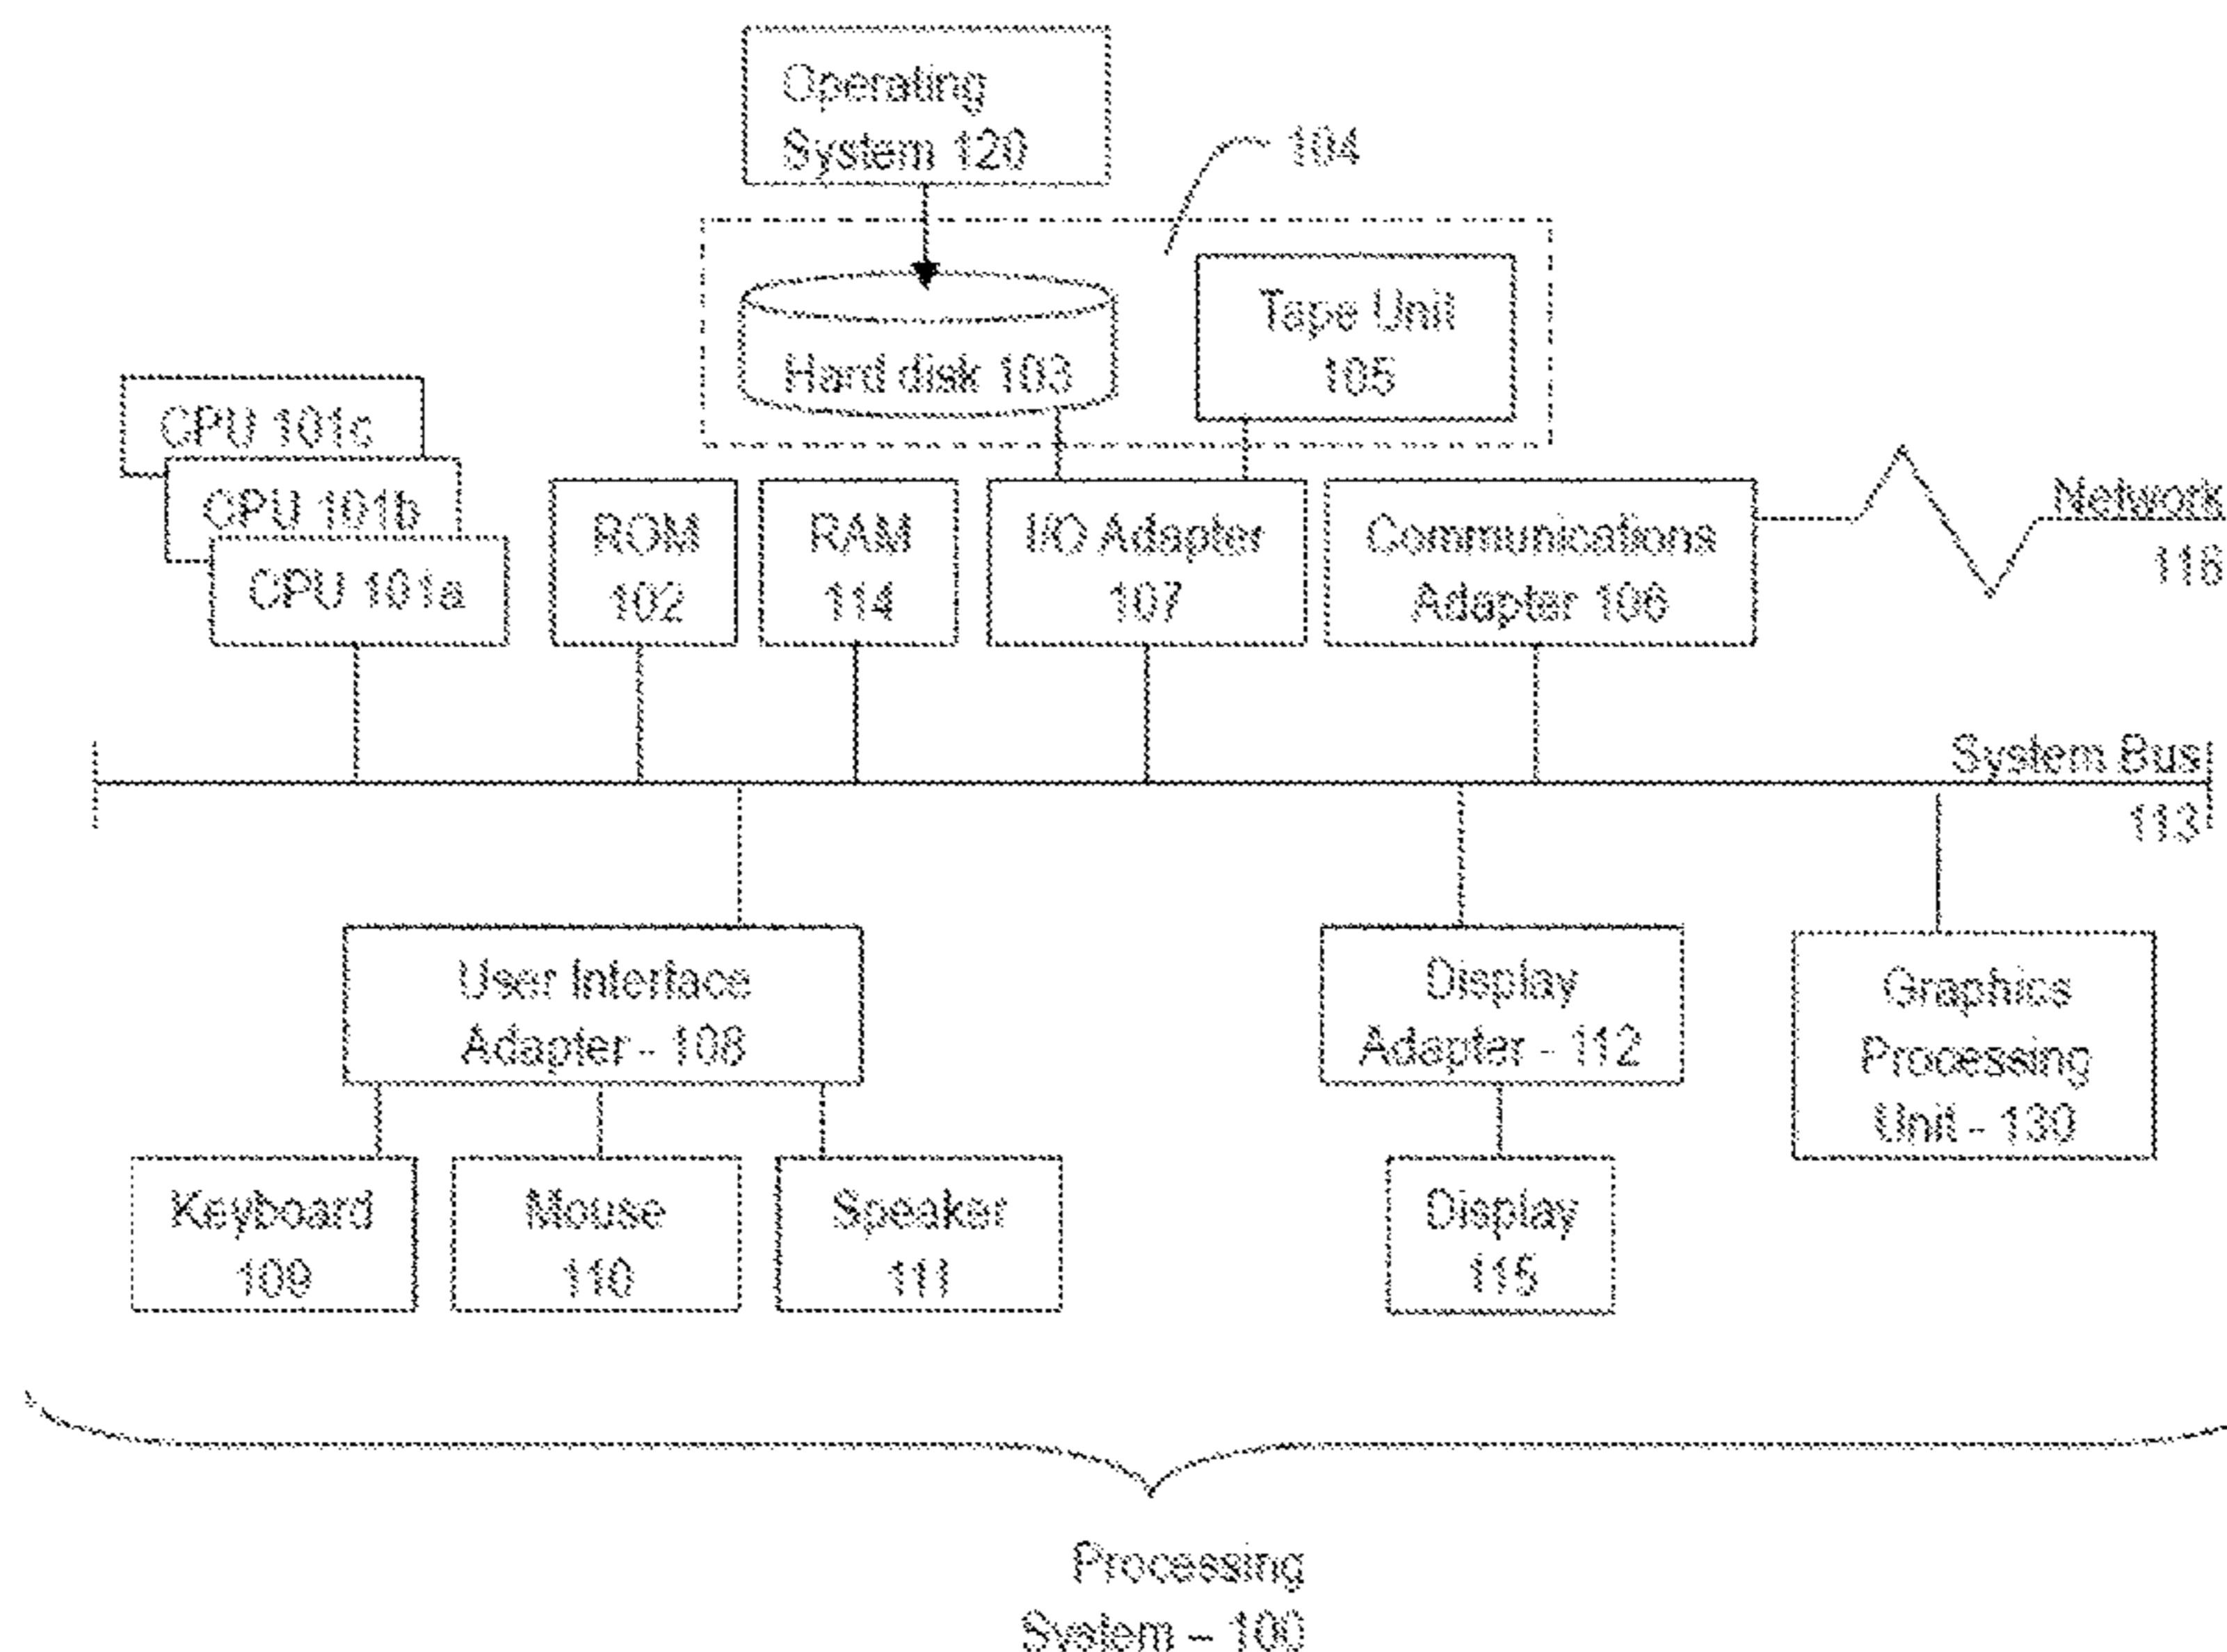 Operating
System 120
104
Hard disk 103
Tape Unit
105
CPU 101c
CPU 101b
CPU 101a
ROM
102
RAM
114
I/O Adapter
107
Communications
Adapter 106
Network
116
System Bus
113
User Interface
Adapter - 108
Display
Adapter - 112
Graphics
Processing
Unit - 130
Keyboard
109
Mouse
110
Speaker
111
Display
115
Processing
System – 100